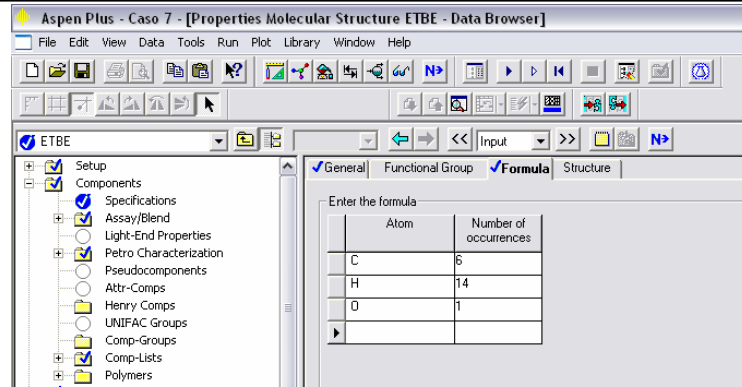 Aspen Plus - Caso 7 - [Properties Molecular Structure ETBE - Data Browser]
File Edit View Data Tools Run Plot Library Window Help
N>
ETBE
<< Input >> N>
Setup
Components
Specifications
Assay/Blend
Light-End Properties
Petro Characterization
Pseudocomponents
Attr-Comps
Henry Comps
UNIFAC Groups
Comp-Groups
Comp-Lists
Polymers
General Functional Group Formula Structure
Enter the formula
Atom Number of
occurrences
C 6
H 14
O 1